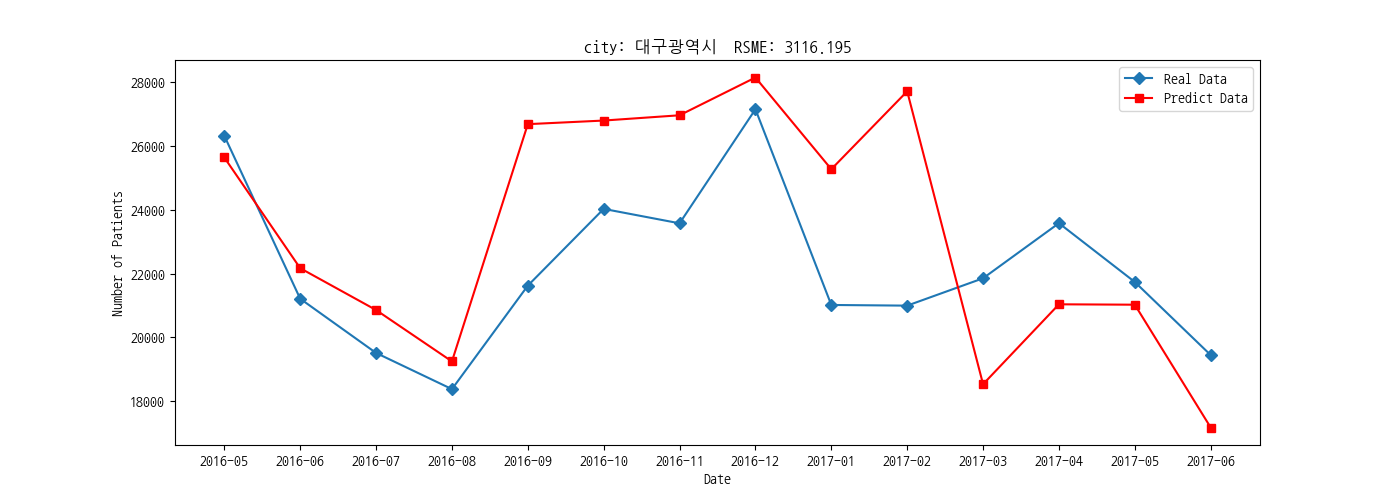 city: 대구광역시 RSME: 3116.195
Real Data
Predict Data
Number of Patients
28000
26000
24000
22000
20000
18000
2016-05 2016-06 2016-07 2016-08 2016-09 2016-10 2016-11 2016-12 2017-01 2017-02 2017-03 2017-04 2017-05 2017-06
Date